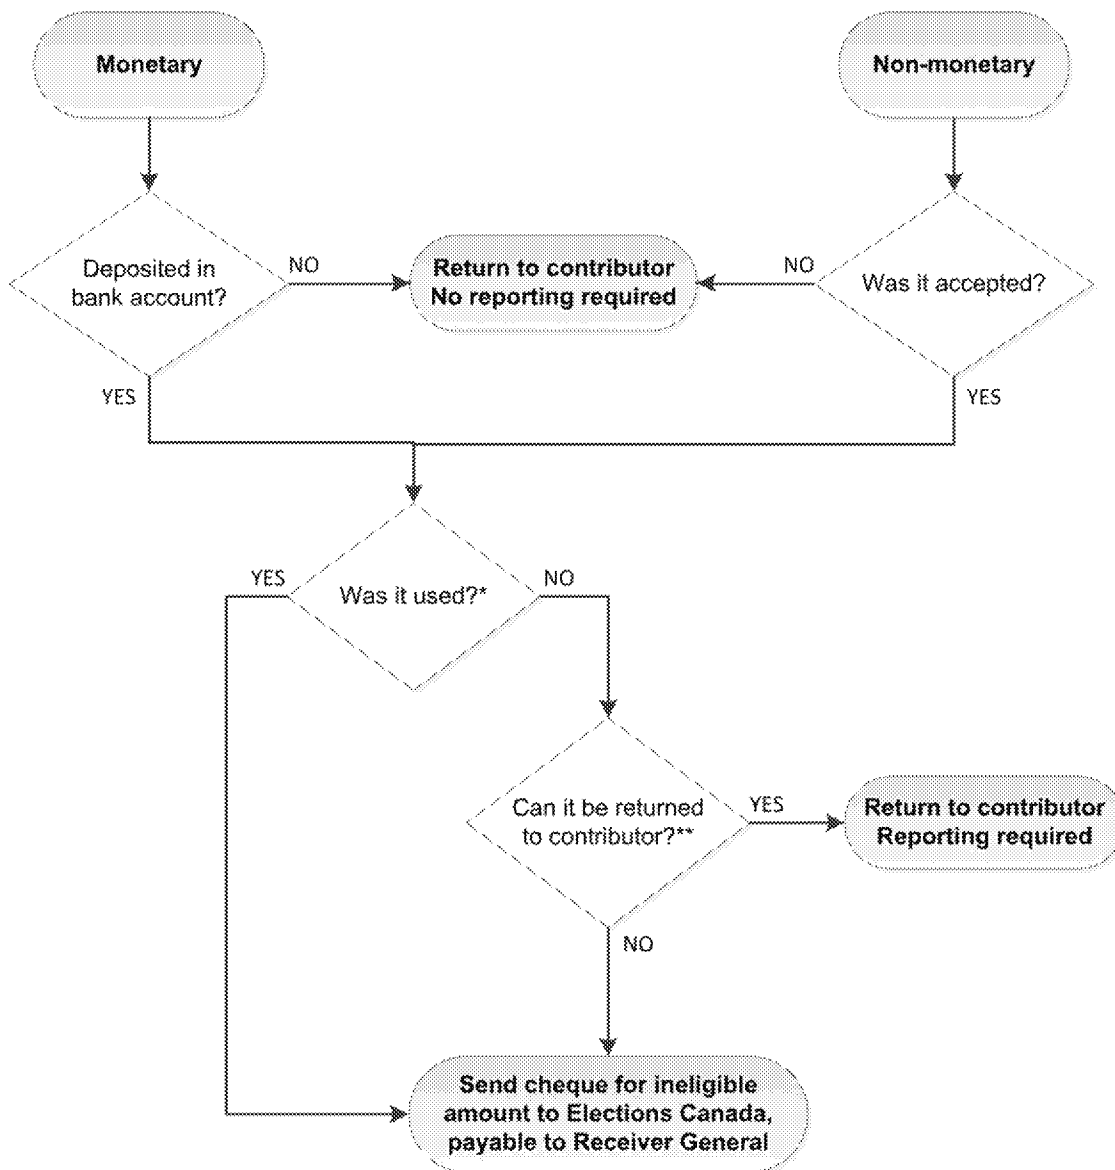 Monetary
Non-monetary
Deposited in
bank account?
NO
Return to contributor
No reporting required
NO
Was it accepted?
YES
YES
YES
Was it used?*
NO
Can it be returned
to contributor?**
YES
Return to contributor
Reporting required
NO
Send cheque for ineligible
amount to Elections Canada,
payable to Receiver General